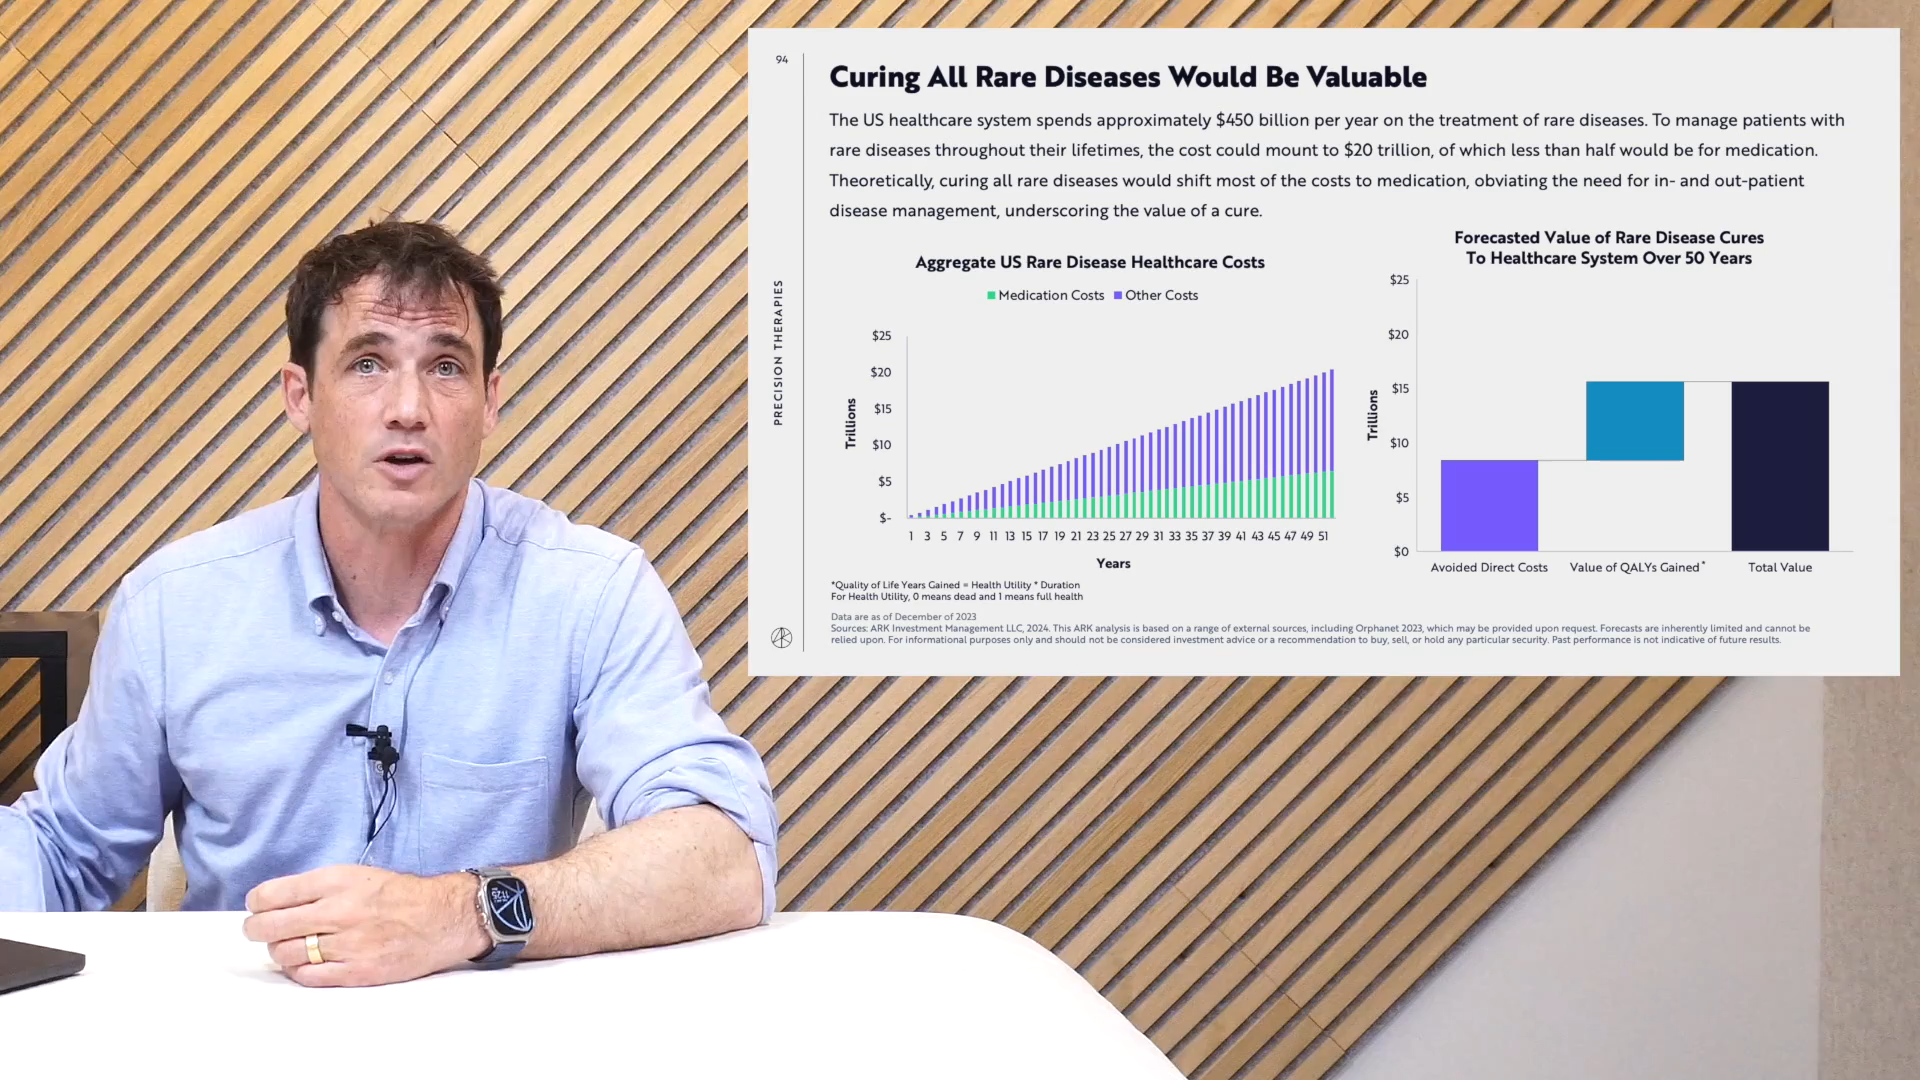 94
Curing All Rare Diseases Would Be Valuable
The US healthcare system spends approximately $450 billion per year on the treatment of rare diseases. To manage patients with
rare diseases throughout their lifetimes, the cost could mount to $20 trillion, of which less than half would be for medication.
Theoretically, curing all rare diseases would shift most of the costs to medication, obviating the need for in- and out-patient
disease management, underscoring the value of a cure.
PRECISION THERAPIES
Aggregate US Rare Disease Healthcare Costs
Medication Costs Other Costs
Trillions
$25
$20
$15
$10
$5
$-
1 3 5 7 9 11 13 15 17 19 21 23 25 27 29 31 33 35 37 39 41 43 45 47 49 51
Years
Forecasted Value of Rare Disease Cures
To Healthcare System Over 50 Years
Trillions
$25
$20
$15
$10
$5
$0
Avoided Direct Costs Value of QALYs Gained* Total Value
*Quality of Life Years Gained = Health Utility * Duration
For Health Utility, 0 means dead and 1 means full health
Data are as of December of 2023
Sources: ARK Investment Management LLC, 2024. This ARK analysis is based on a range of external sources, including Orphanet 2023, which may be provided upon request. Forecasts are inherently limited and cannot be
relied upon. For informational purposes only and should not be considered investment advice or a recommendation to buy, sell, or hold any particular security. Past performance is not indicative of future results.